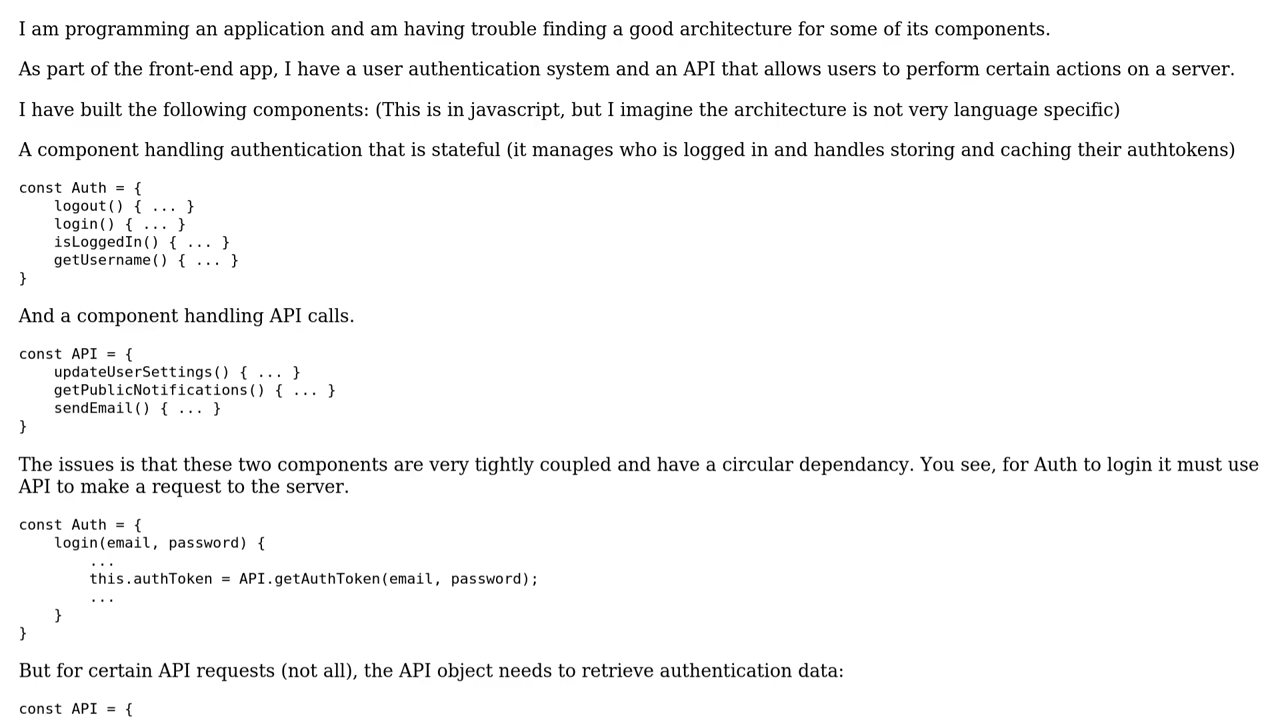 I am programming an application and am having trouble finding a good architecture for some of its components.
As part of the front-end app, I have a user authentication system and an API that allows users to perform certain actions on a server.
I have built the following components: (This is in javascript, but I imagine the architecture is not very language specific)
A component handling authentication that is stateful (it manages who is logged in and handles storing and caching their authtokens)
const Auth = {
    logout() { ... }
    login() { ... }
    isLoggedIn() { ... }
    getUsername() { ... }
}
And a component handling API calls.
const API = {
    updateUserSettings() { ... }
    getPublicNotifications() { ... }
    sendEmail() { ... }
}
The issues is that these two components are very tightly coupled and have a circular dependancy. You see, for Auth to login it must use
API to make a request to the server.
const Auth = {
    login(email, password) {
        ...
        this.authToken = API.getAuthToken(email, password);
        ...
    }
}
But for certain API requests (not all), the API object needs to retrieve authentication data:
const API = {